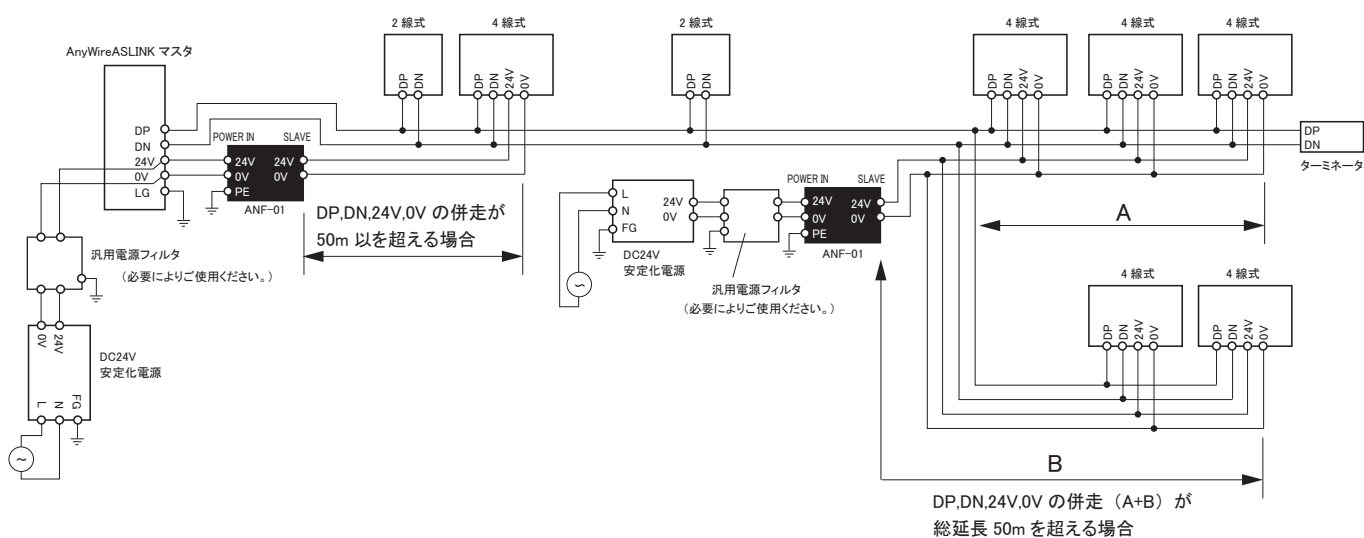 2 線式
4 線式
2 線式
4 線式
4 線式
4 線式
AnyWireASLINK マスタ
DP
DN
DP
DN
24V
0V
DP
DN
DP
DN
24V
0V
DP
DN
24V
0V
DP
DN
24V
0V
DP
DN
24V
0V
LG
POWER IN
SLAVE
24V
0V
PE
24V
0V
ANF-01
DP
DN
ターミネータ
DP,DN,24V,0V の併走が
50m 以を超える場合
L
N
FG
24V
0V
DC24V
安定化電源
POWER IN
SLAVE
24V
0V
PE
24V
0V
ANF-01
A
汎用電源フィルタ
（必要によりご使用ください。）
汎用電源フィルタ
（必要によりご使用ください。）
4 線式
4 線式
DP
DN
24V
0V
DP
DN
24V
0V
0V
24V
DC24V
安定化電源
L
N
FG
B
DP,DN,24V,0V の併走（A+B）が
総延長 50m を超える場合